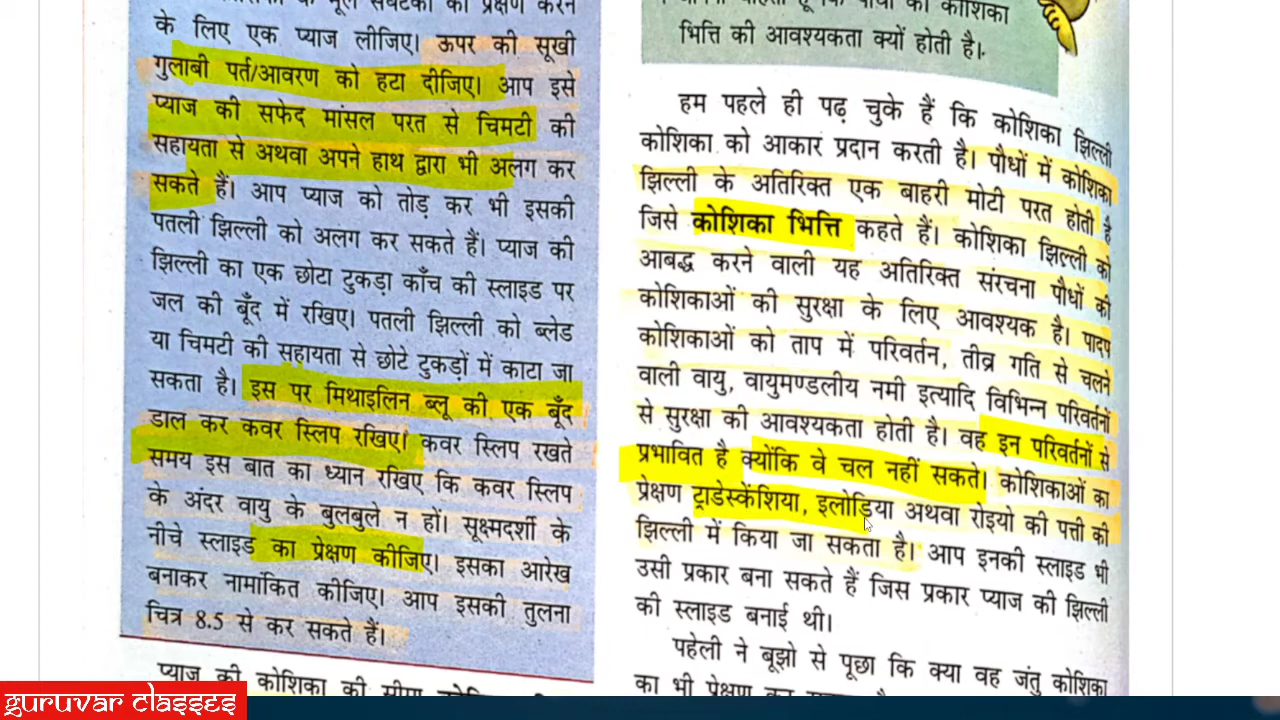 के लिए एक प्याज लीजिए। ऊपर की सूखी
गुलाबी पर्त/आवरण को हटा दीजिए। आप इसे
प्याज की सफेद मांसल परत से चिमटी की
सहायता से अथवा अपने हाथ द्वारा भी अलग कर
सकते हैं। आप प्याज को तोड़ कर भी इसकी
पतली झिल्ली को अलग कर सकते हैं। प्याज की
झिल्ली का एक छोटा टुकड़ा काँच की स्लाइड पर
जल की बूँद में रखिए। पतली झिल्ली को ब्लेड
या चिमटी की सहायता से छोटे टुकड़ों में काटा जा
सकता है। इस पर मिथाइलिन ब्लू की एक बूँद
डाल कर कवर स्लिप रखिए। कवर स्लिप रखते
समय इस बात का ध्यान रखिए कि कवर स्लिप
के अंदर वायु के बुलबुले न हों। सूक्ष्मदर्शी के
नीचे स्लाइड का प्रेक्षण कीजिए। इसका आरेख
बनाकर नामांकित कीजिए। आप इसकी तुलना
चित्र 8.5 से कर सकते हैं।
प्याज की कोशिका की सीमा
भित्ति की आवश्यकता क्यों होती है।
हम पहले ही पढ़ चुके हैं कि कोशिका झिल्ली
कोशिका को आकार प्रदान करती है। पौधों में कोशिका
झिल्ली के अतिरिक्त एक बाहरी मोटी परत होती है
जिसे कोशिका भित्ति कहते हैं। कोशिका झिल्ली को
आबद्ध करने वाली यह अतिरिक्त संरचना पौधों की
कोशिकाओं की सुरक्षा के लिए आवश्यक है। पादप
कोशिकाओं को ताप में परिवर्तन, तीव्र गति से चलने
वाली वायु, वायुमण्डलीय नमी इत्यादि विभिन्न परिवर्तनों
से सुरक्षा की आवश्यकता होती है। वह इन परिवर्तनों से
प्रभावित है क्योंकि वे चल नहीं सकते। कोशिकाओं का
प्रेक्षण ट्राडेस्केंशिया, इलोडिया अथवा रोइयो की पत्ती की
झिल्ली में किया जा सकता है। आप इनकी स्लाइड भी
उसी प्रकार बना सकते हैं जिस प्रकार प्याज की झिल्ली
की स्लाइड बनाई थी।
पहेली ने बूझो से पूछा कि क्या वह जंतु कोशिका
का भी प्रेक्षण कर
GURUVAR CLASSES